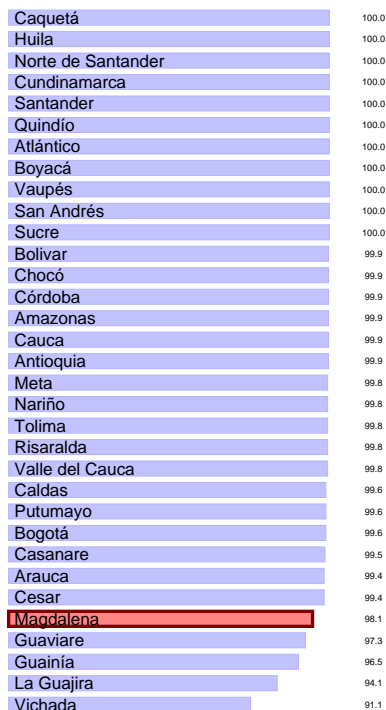 Caquetá 100.0
Huila 100.0
Norte de Santander 100.0
Cundinamarca 100.0
Santander 100.0
Quindío 100.0
Atlántico 100.0
Boyacá 100.0
Vaupés 100.0
San Andrés 100.0
Sucre 100.0
Bolivar 99.9
Chocó 99.9
Córdoba 99.9
Amazonas 99.9
Cauca 99.9
Antioquia 99.9
Meta 99.8
Nariño 99.8
Tolima 99.8
Risaralda 99.8
Valle del Cauca 99.8
Caldas 99.6
Putumayo 99.6
Bogotá 99.6
Casanare 99.5
Arauca 99.4
Cesar 99.4
Magdalena 98.1
Guaviare 97.3
Guainía 96.5
La Guajira 94.1
Vichada 91.1